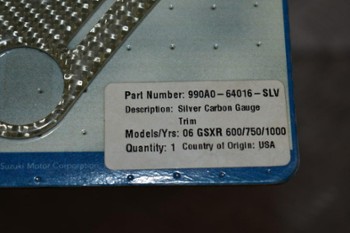 Part Number: 990A0-64016-SLV
Description: Silver Carbon Gauge
Trim
Models/Yrs: 06 GSXR 600/750/1000
Quantity: 1 Country of Origin: USA
Suzuki Motor Corporation